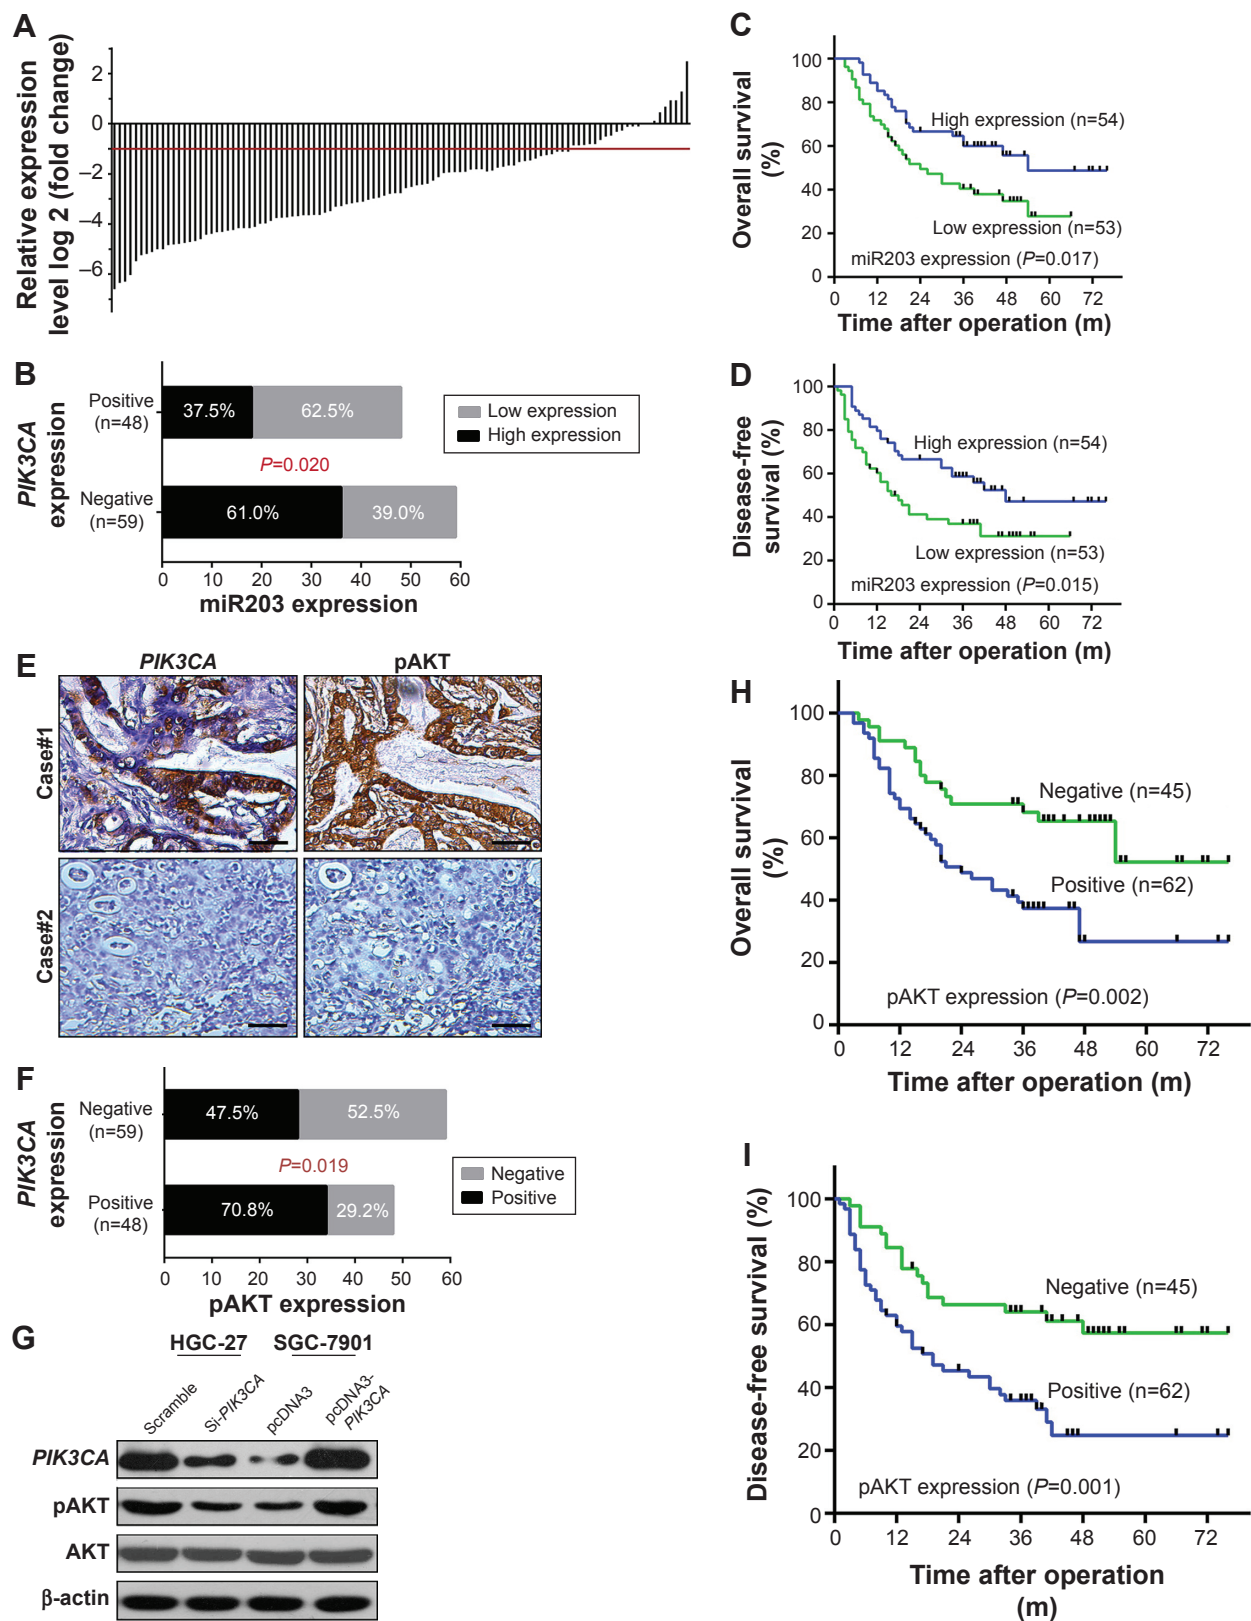 A
Relative expression
level log 2 (fold change)
2
0
–2
–4
–6
B
PIK3CA
expression
Positive
(n=48)
37.5%
62.5%
Low expression
High expression
P=0.020
Negative
(n=59)
61.0%
39.0%
0 10 20 30 40 50 60
miR203 expression
C
Overall survival
(%)
100
80
60
40
20
0
High expression (n=54)
Low expression (n=53)
miR203 expression (P=0.017)
0 12 24 36 48 60 72
Time after operation (m)
D
Disease-free
survival (%)
100
80
60
40
20
0
High expression (n=54)
Low expression (n=53)
miR203 expression (P=0.015)
0 12 24 36 48 60 72
Time after operation (m)
E
PIK3CA
pAKT
Case#1
Case#2
F
PIK3CA
expression
Negative
(n=59)
47.5%
52.5%
P=0.019
Negative
Positive
Positive
(n=48)
70.8%
29.2%
0 10 20 30 40 50 60
pAKT expression
G
HGC-27
SGC-7901
Scramble
Si-PIK3CA
pcDNA3
pcDNA3-
PIK3CA
PIK3CA
pAKT
AKT
β-actin
H
Overall survival
(%)
100
80
60
40
20
0
Negative (n=45)
Positive (n=62)
pAKT expression (P=0.002)
0 12 24 36 48 60 72
Time after operation (m)
I
Disease-free survival (%)
100
80
60
40
20
0
Negative (n=45)
Positive (n=62)
pAKT expression (P=0.001)
0 12 24 36 48 60 72
Time after operation
(m)